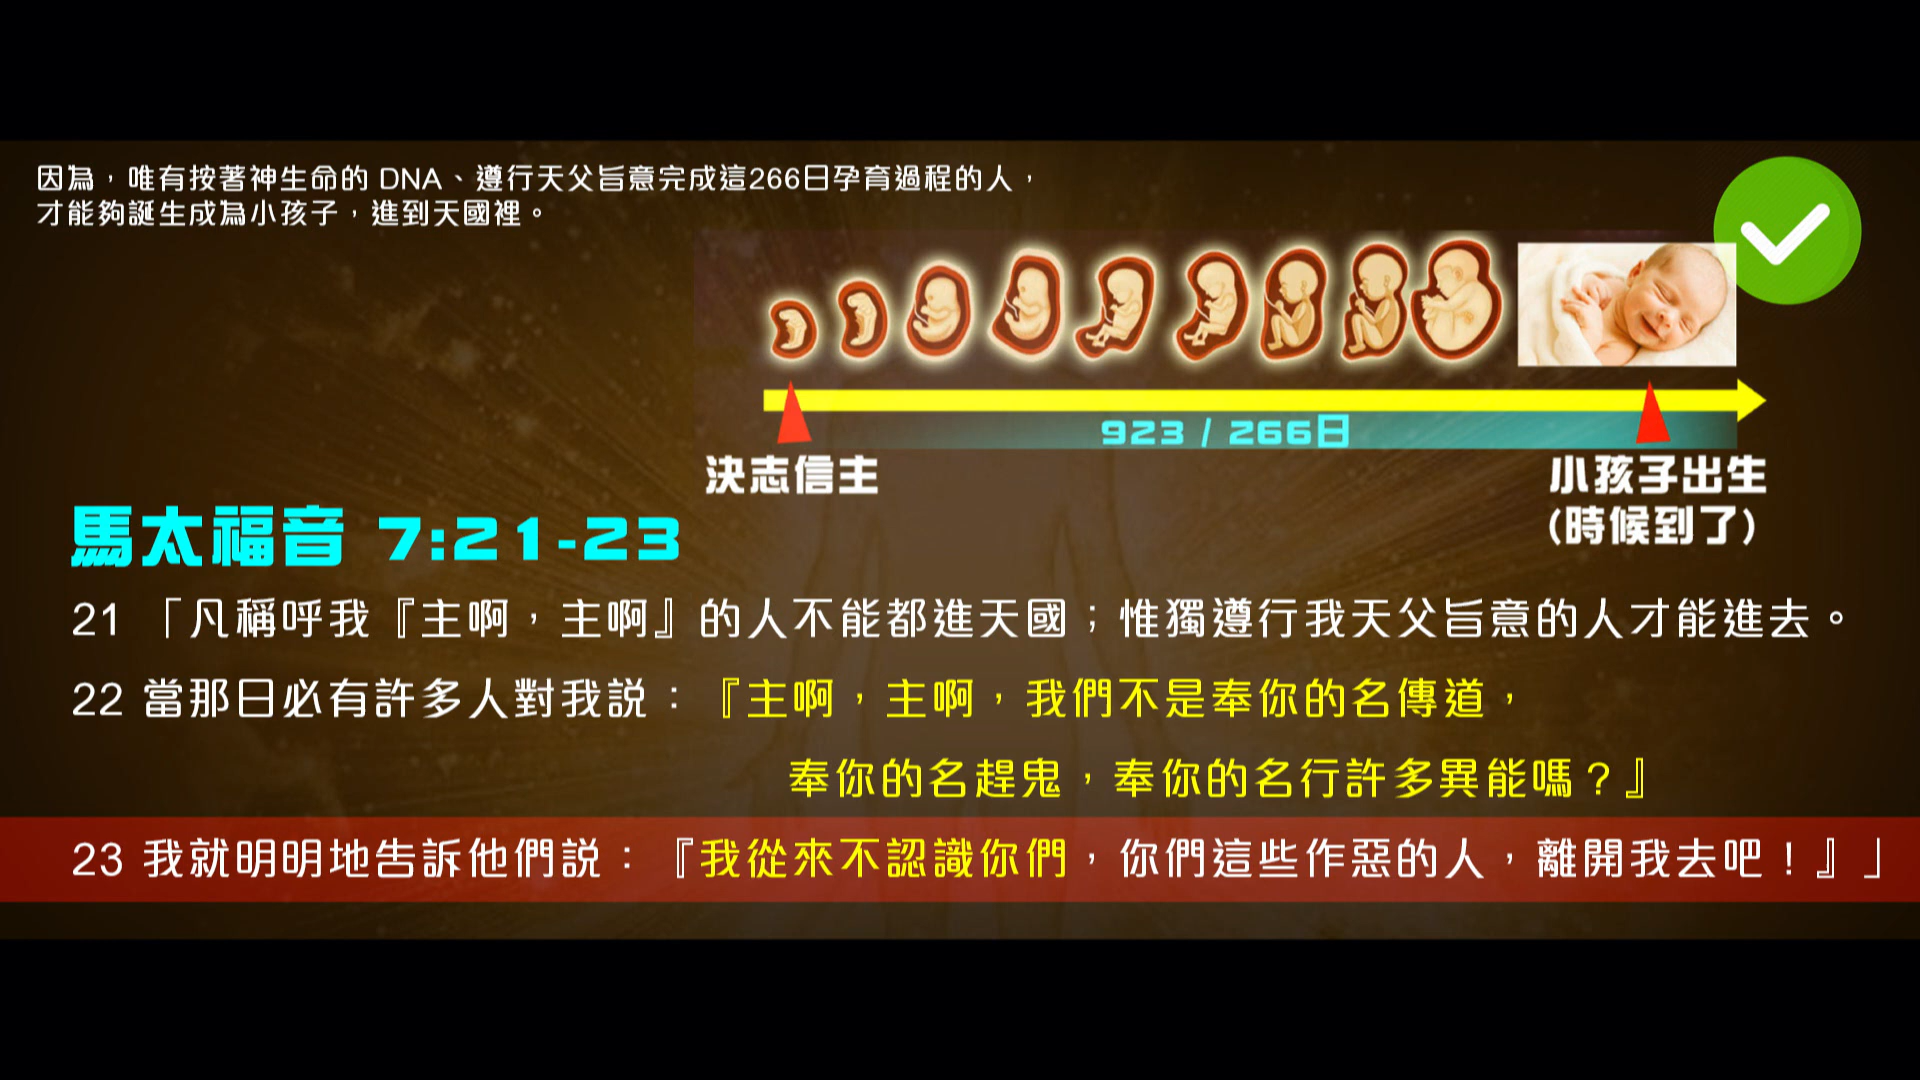 因為，唯有按著神生命的 DNA、遵行天父旨意完成這266日孕育過程的人，
才能夠誕生成為小孩子，進到天國裡。
923 / 266日
決志信主
小孩子出生
(時候到了)
馬太福音 7:21-23
21 「凡稱呼我『主啊，主啊』的人不能都進天國；惟獨遵行我天父旨意的人才能進去。
22 當那日必有許多人對我説：『主啊，主啊，我們不是奉你的名傳道，
奉你的名趕鬼，奉你的名行許多異能嗎？』
23 我就明明地告訴他們説：『我從來不認識你們，你們這些作惡的人，離開我去吧！』」